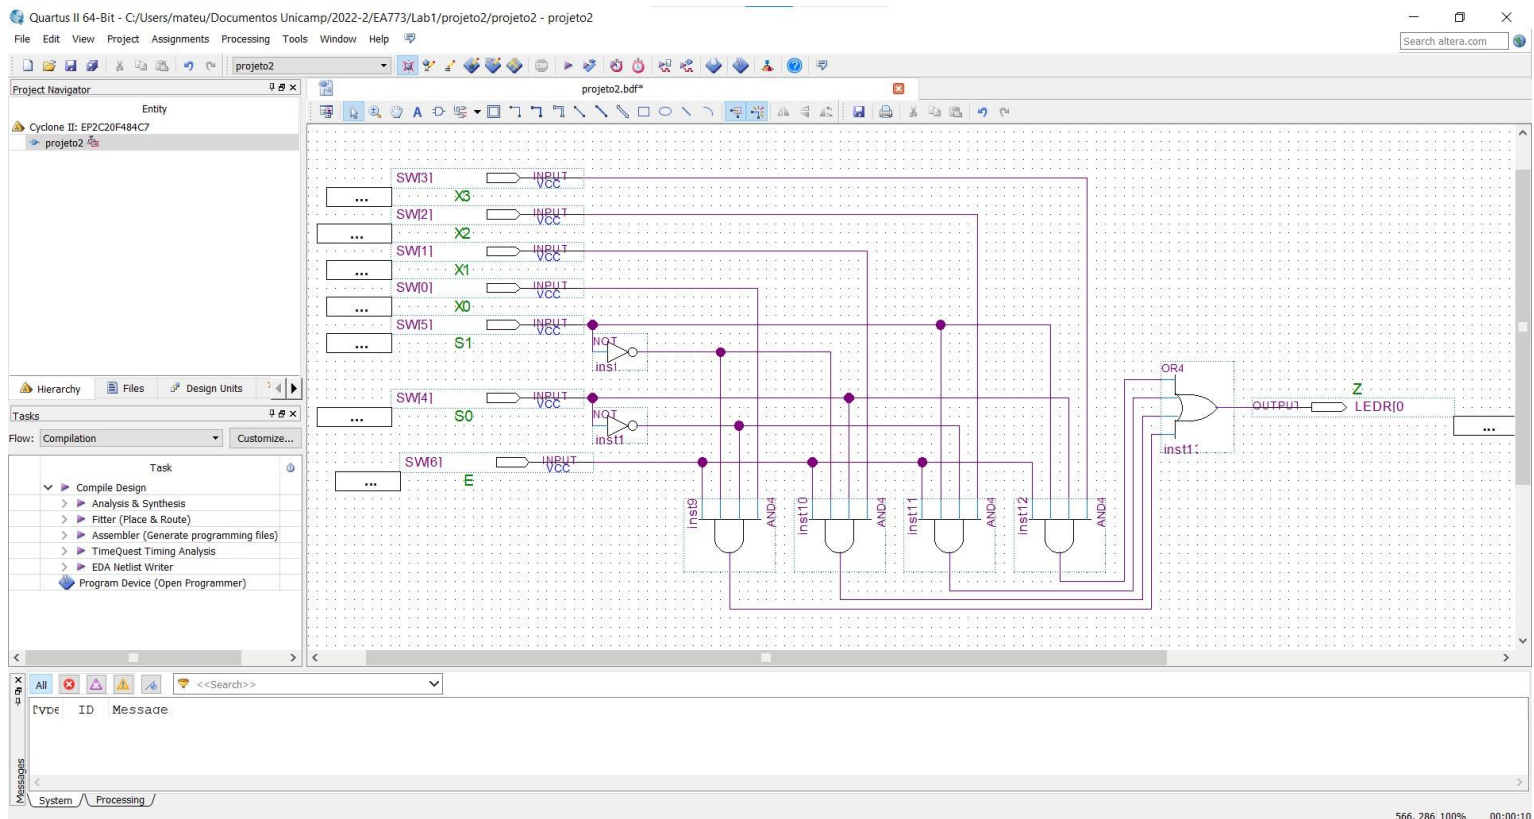 Quartus II 64-Bit - C:/Users/mateu/Documentos Unicamp/2022-2/EA773/Lab1/projeto2/projeto2 - projeto2
File Edit View Project Assignments Processing Tools Window Help
Search altera.com
projeto2
Project Navigator
projeto2.bdf*
Entity
Cyclone II: EP2C20F484C7
projeto2
Hierarchy Files Design Units
Tasks
Flow: Compilation Customize...
Task
Compile Design
Analysis & Synthesis
Fitter (Place & Route)
Assembler (Generate programming files)
TimeQuest Timing Analysis
EDA Netlist Writer
Program Device (Open Programmer)
SW[3] INPUT
VCC
... X3
SW[2] INPUT
VCC
... X2
SW[1] INPUT
VCC
... X1
SW[0] INPUT
VCC
... X0
SW[5] INPUT
VCC
... S1
NOT
inst
SW[4] INPUT
VCC
... S0
NOT
inst1
SW[6] INPUT
VCC
... E
inst9 AND4
inst10 AND4
inst11 AND4
inst12 AND4
OR4
inst1
Z
OUTPUT LEDR[0
...
All <<Search>>
Type ID Message
Messages
System Processing
566, 286 100% 00:00:10